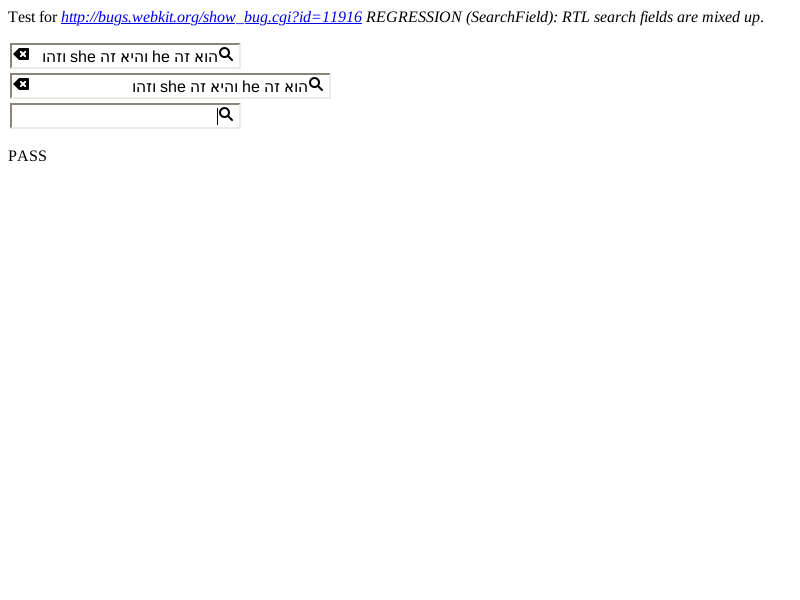 Test for http://bugs.webkit.org/show_bug.cgi?id=11916 REGRESSION (SearchField): RTL search fields are mixed up.
הוא זה he והיא זה she וזהו
הוא זה he והיא זה she וזהו
PASS